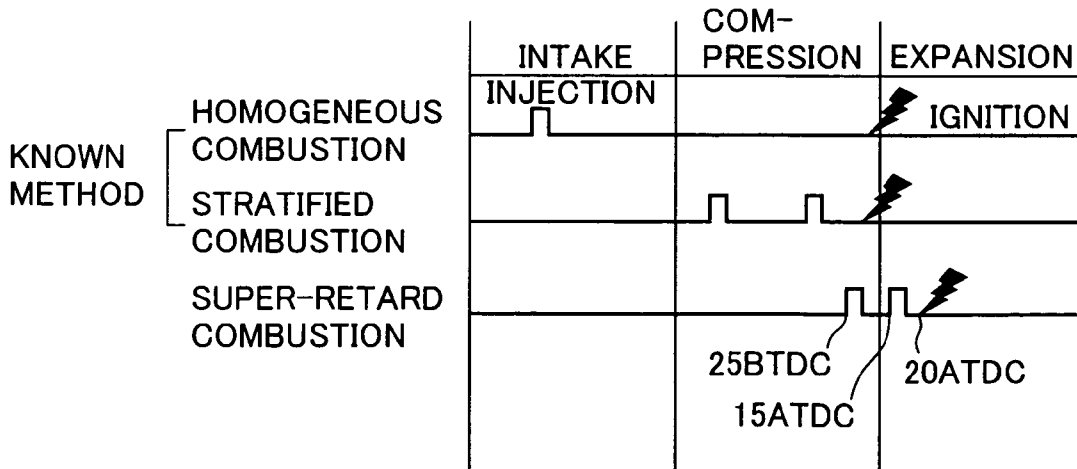 INTAKE
COM-
PRESSION
EXPANSION
KNOWN
METHOD
HOMOGENEOUS
COMBUSTION
INJECTION
IGNITION
STRATIFIED
COMBUSTION
SUPER-RETARD
COMBUSTION
25BTDC
15ATDC
20ATDC